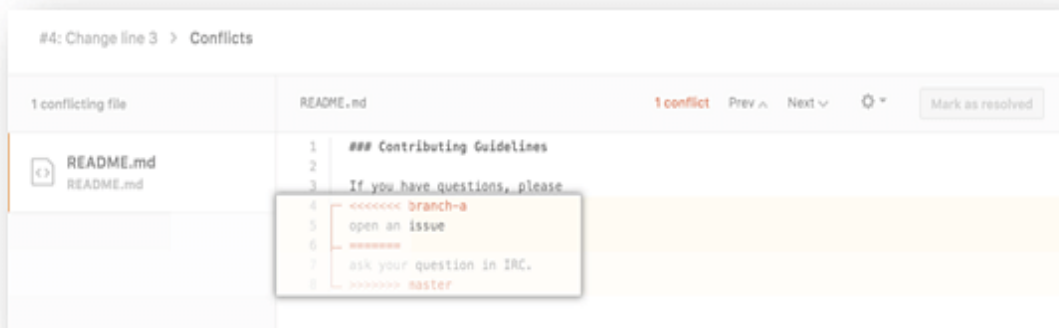 #4: Change line 3 > Conflicts
1 conflicting file
README.md
README.md
README.md 1 conflict Prev Next Mark as resolved
1 ### Contributing Guidelines
2
3 If you have questions, please
4 <<<<<<< branch-a
5 open an issue
6 =======
7 ask your question in IRC.
8 >>>>>>> master